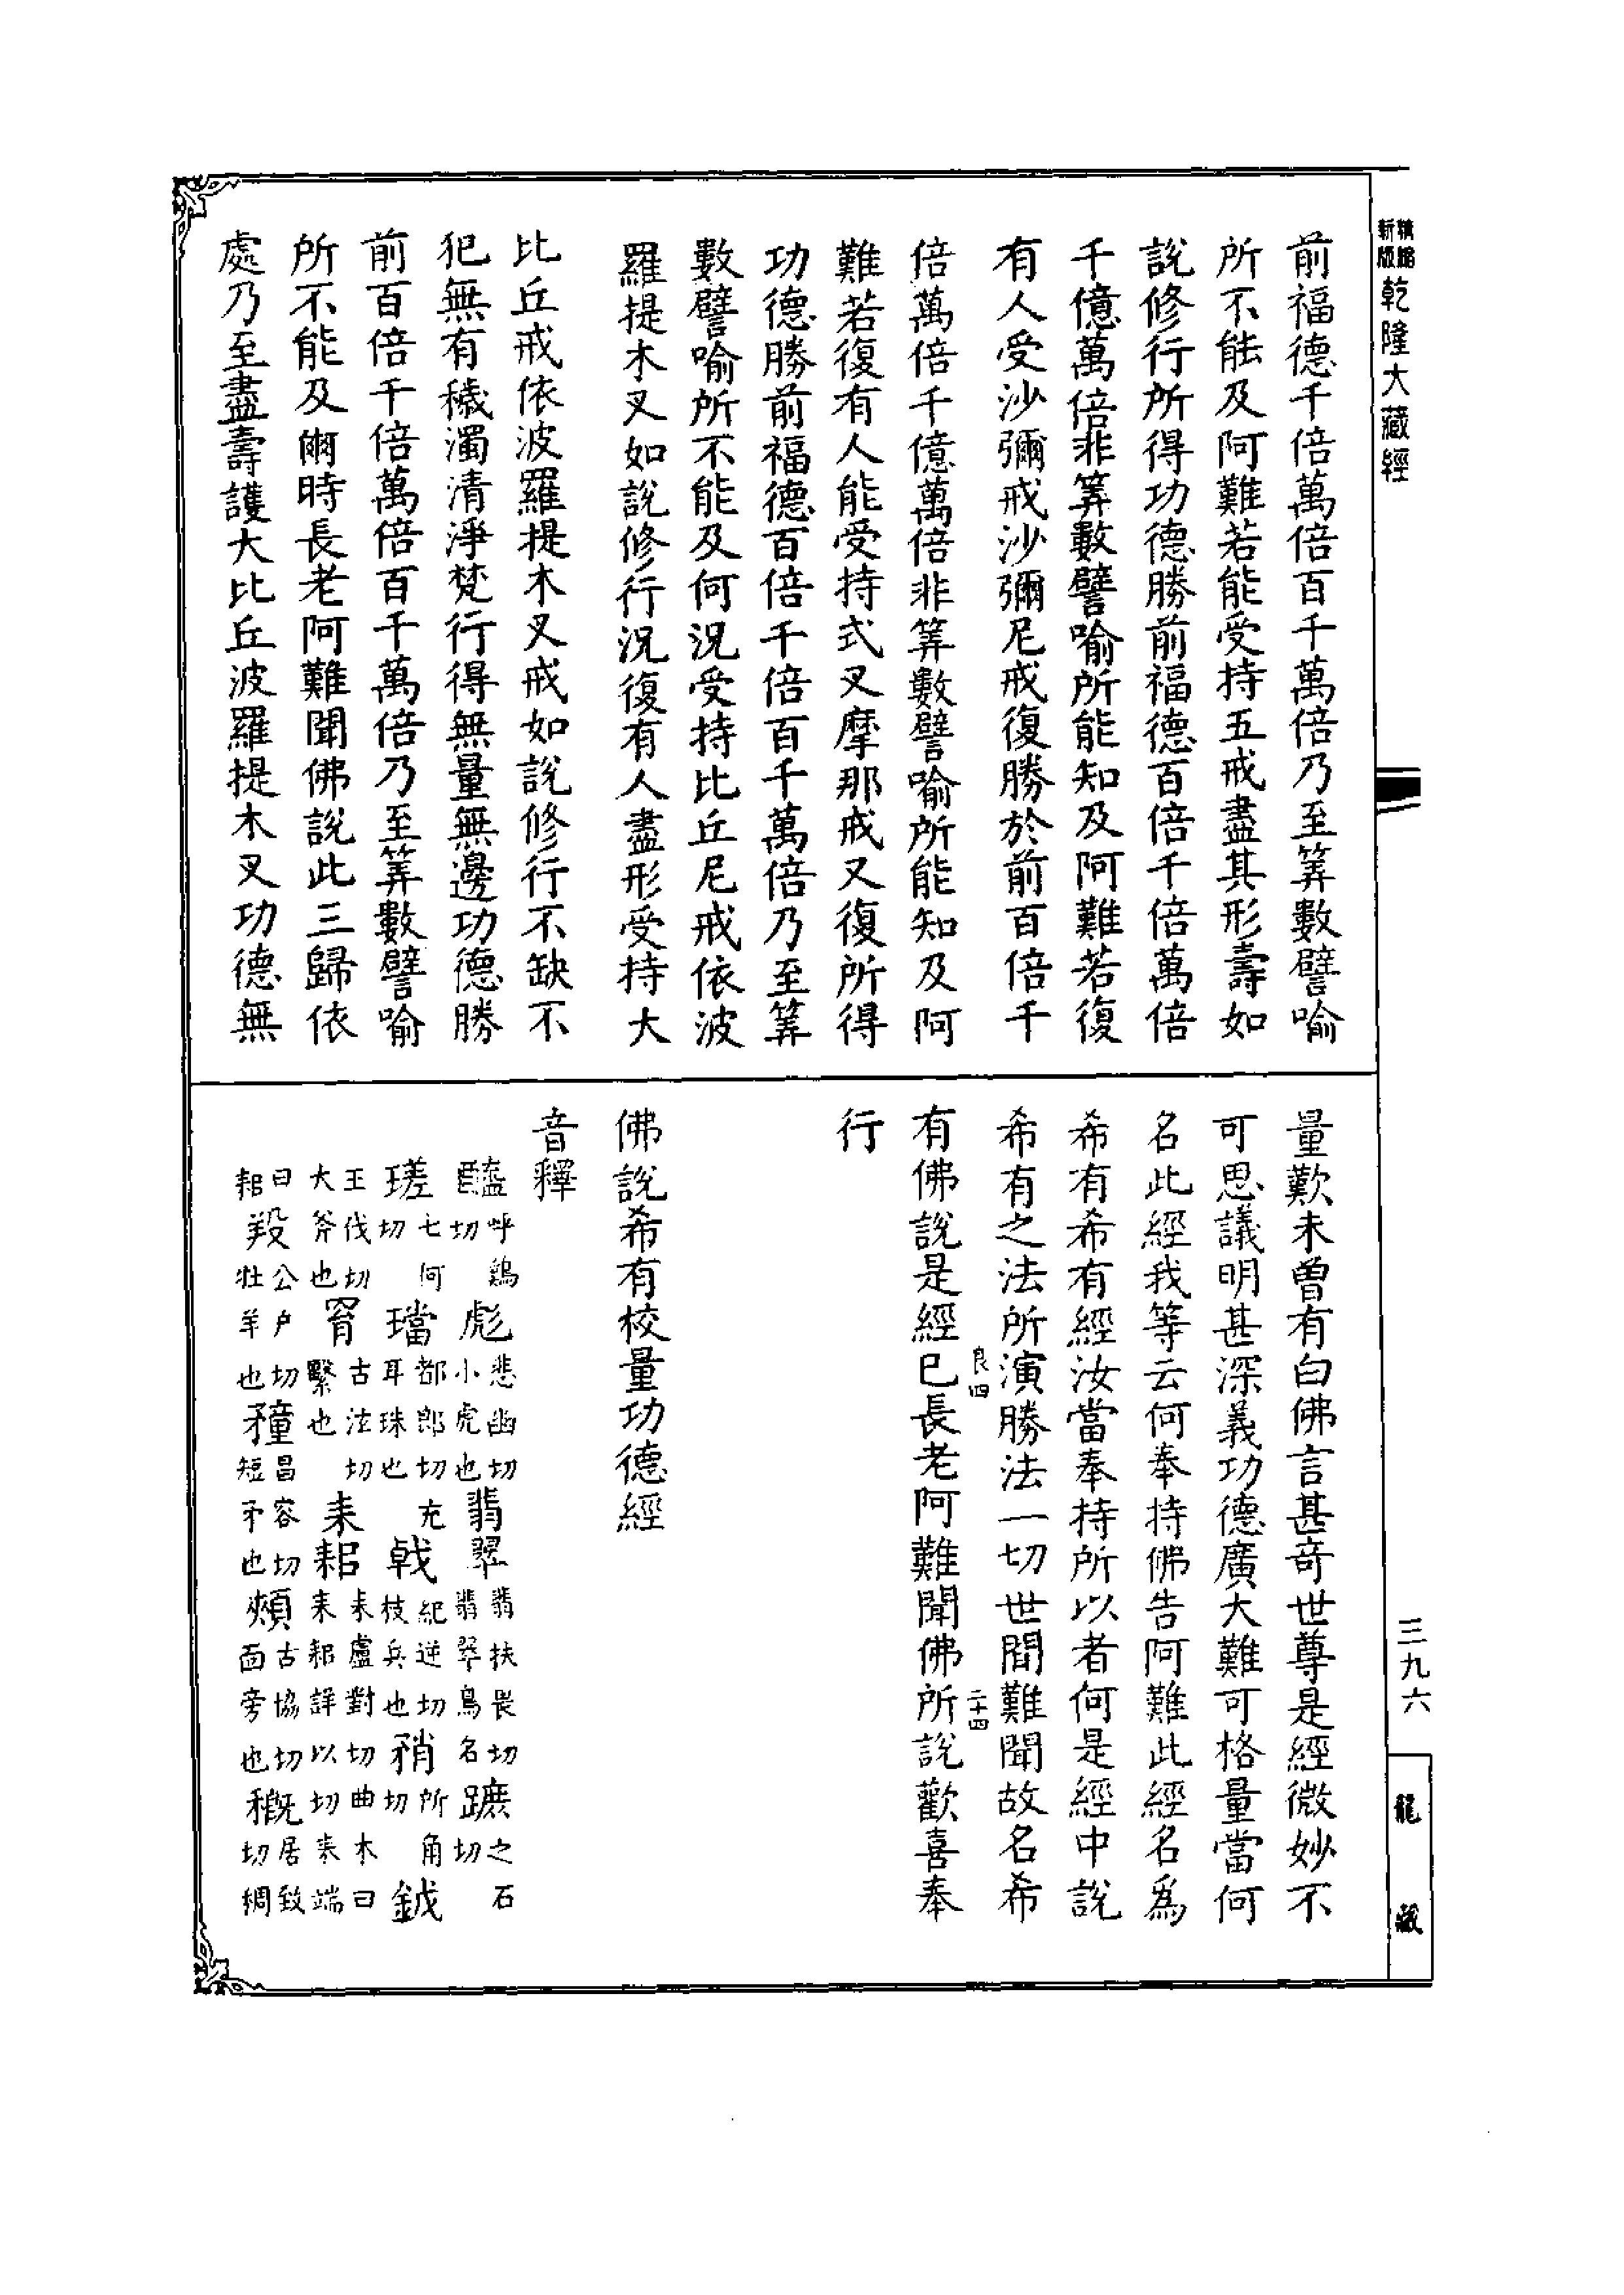 新版
乾隆大藏經
三九六
龍藏
前福德千倍萬倍百千萬倍乃至筭數譬喻
所不能及阿難若能受持五戒盡其形壽如
說修行所得功德勝前福德百倍千倍萬倍
千億萬倍非筭數譬喻所能知及阿難若復
有人受沙彌戒沙彌尼戒復勝於前百倍千
倍萬倍千億萬倍非筭數譬喻所能知及阿
難若復有人能受持式叉摩那戒又復所得
功德勝前福德百倍千倍百千萬倍乃至筭
數譬喻所不能及何況受持比丘尼戒依波
羅提木叉如說修行況復有人盡形受持大
比丘戒依波羅提木叉戒如說修行不缺不
犯無有穢濁清淨梵行得無量無邊功德勝
前百倍千倍萬倍百千萬倍乃至筭數譬喻
所不能及爾時長老阿難聞佛說此三歸依
處乃至盡壽護大比丘波羅提木叉功德無
量歎未曾有白佛言甚奇世尊是經微妙不
可思議明甚深義功德廣大難可格量當何
名此經我等云何奉持佛告阿難此經名爲
希有希有經汝當奉持所以者何是經中說
希有之法所演勝法一切世間難聞故名希
良四
二十四
有佛說是經已長老阿難聞佛所說歡喜奉
行
佛說希有校量功德經
音釋
醯呼鷄切 彪悲幽切小虎也 翡翠翡扶畏切翡翠鳥名 蹠之石切
瑳七何切 璫都郎切充耳珠也 戟紀逆切枝兵也 矟所角切 鉞
王伐切大斧也 罥古泫切繫也 耒耜耒盧對切曲木曰耒耜詳以切耒端
曰耜 羖公戶切牡羊也 䂌昌容切短矛也 頰古協切面旁也 穊居致切稠